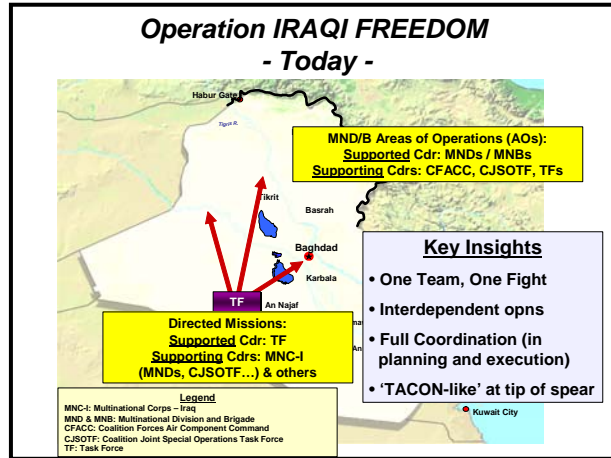 Operation IRAQI FREEDOM
- Today -
Habur Gate
Tigris R.
MND/B Areas of Operations (AOs):
Supported Cdr: MNDs / MNBs
Supporting Cdrs: CFACC, CJSOTF, TFs
Tikrit
Basrah
Baghdad
Karbala
TF
An Najaf
Key Insights
• One Team, One Fight
• Interdependent opns
• Full Coordination (in
planning and execution)
• ‘TACON-like’ at tip of spear
Directed Missions:
Supported Cdr: TF
Supporting Cdrs: MNC-I
(MNDs, CJSOTF…) & others
An
Kuwait City
Legend
MNC-I: Multinational Corps – Iraq
MND & MNB: Multinational Division and Brigade
CFACC: Coalition Forces Air Component Command
CJSOTF: Coalition Joint Special Operations Task Force
TF: Task Force